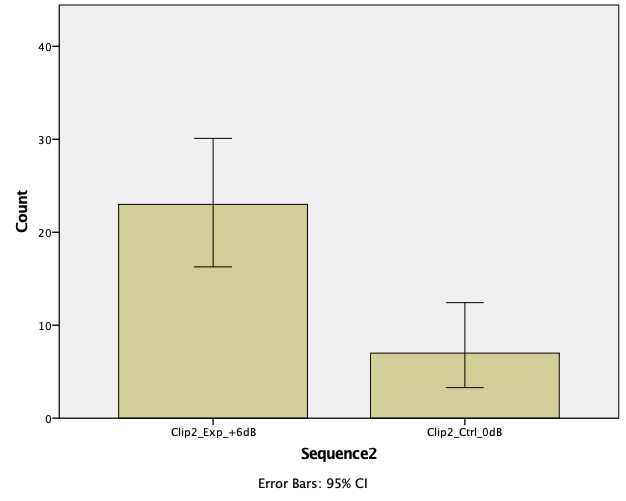 40
30
20
10
0
Count
Clip2_Exp_+6dB
Clip2_Ctrl_0dB
Sequence2
Error Bars: 95% CI